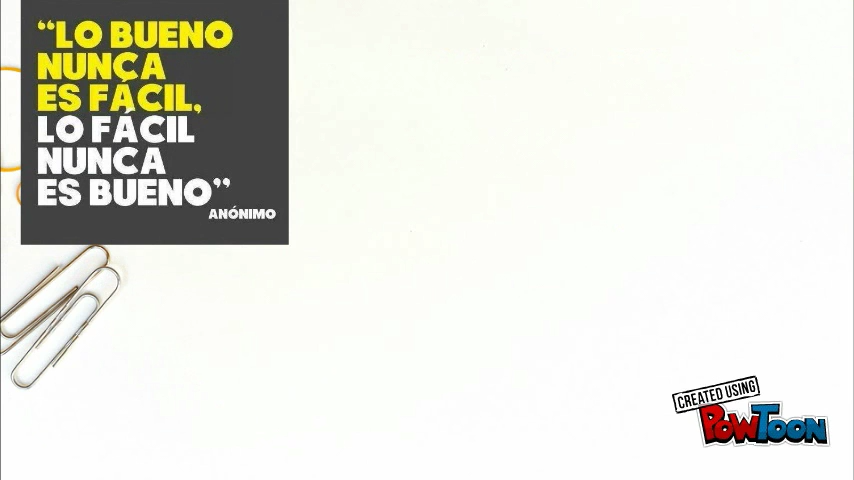 “LO BUENO
NUNCA
ES FÁCIL,
LO FÁCIL
NUNCA
ES BUENO”
ANÓNIMO
CREATED USING
POWTOON